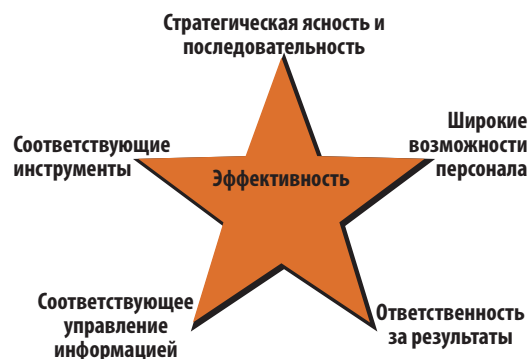 Стратегическая ясность и
последовательность
Широкие
возможности
персонала
Соответствующие
инструменты
Эффективность
Соответствующее
управление
информацией
Ответственность
за результаты